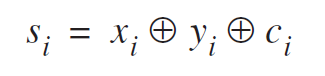 sᵢ = xᵢ ⊕ yᵢ ⊕ cᵢ